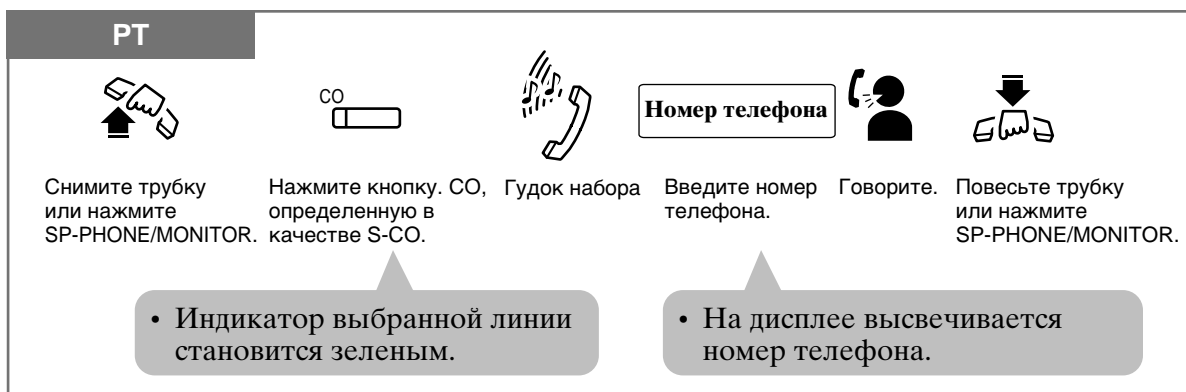 PT
CO
Номер телефона
Снимите трубку
или нажмите
SP-PHONE/MONITOR.
Нажмите кнопку. CO,
определенную в
качестве S-CO.
Гудок набора
Введите номер
телефона.
Говорите.
Повесьте трубку
или нажмите
SP-PHONE/MONITOR.
• Индикатор выбранной линии
становится зеленым.
• На дисплее высвечивается
номер телефона.